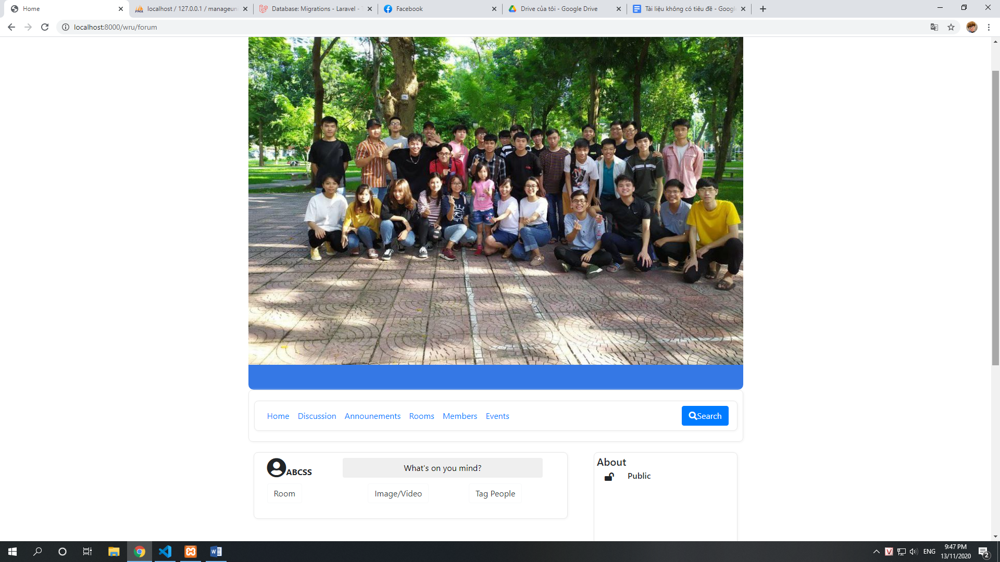 Home
localhost / 127.0.0.1 / manageuni
Database: Migrations - Laravel -
Facebook
Drive của tôi - Google Drive
Tài liệu không có tiêu đề - Googl
localhost:8000/wru/forum
Home Discussion Announements Rooms Members Events Search
ABCSS
What's on you mind?
Room Image/Video Tag People
About
Public
ENG
9:47 PM
13/11/2020
2